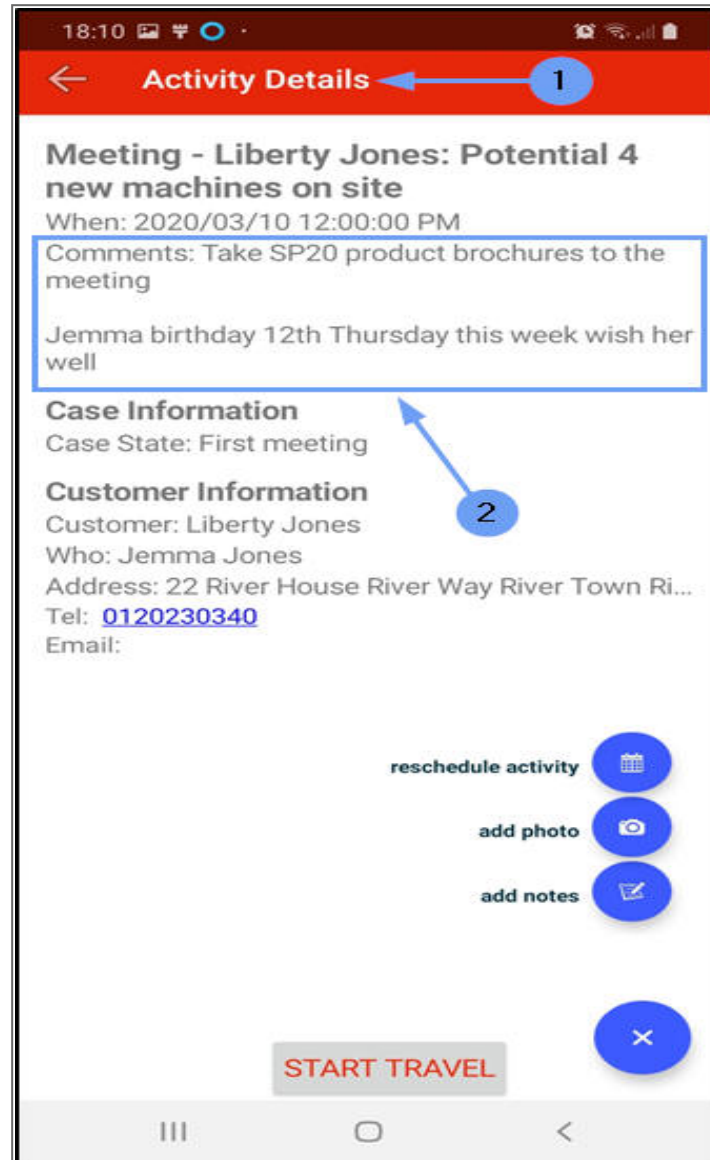 18:10
Activity Details
1
Meeting - Liberty Jones: Potential 4
new machines on site
When: 2020/03/10 12:00:00 PM
Comments: Take SP20 product brochures to the
meeting
Jemma birthday 12th Thursday this week wish her
well
Case Information
Case State: First meeting
2
Customer Information
Customer: Liberty Jones
Who: Jemma Jones
Address: 22 River House River Way River Town Ri...
Tel: 0120230340
Email:
reschedule activity
add photo
add notes
START TRAVEL